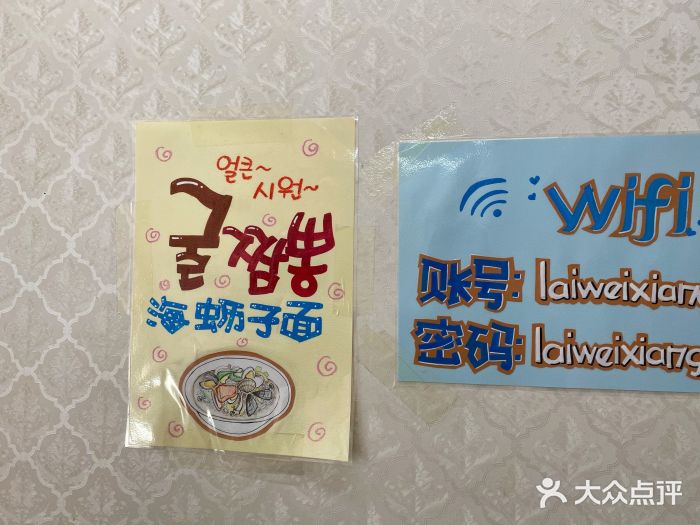 얼큰~
시원~
굴짬뽕
海蛎子面
Wifi
账号: laiweixiang
密码: laiweixiang
大众点评